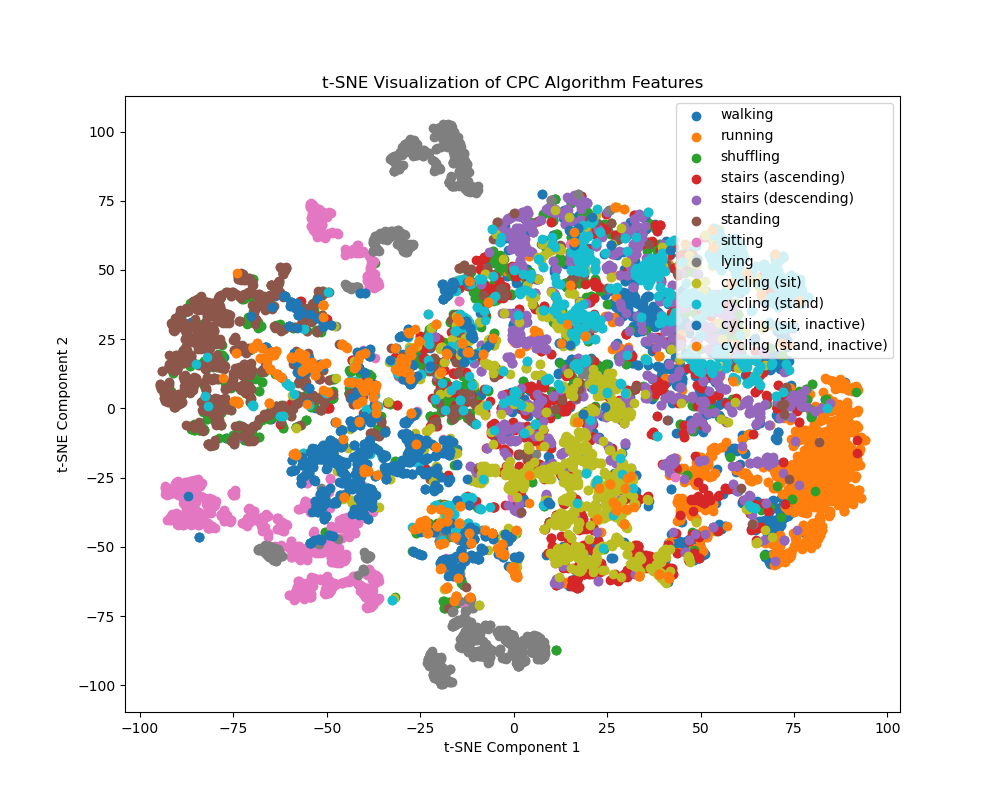 t-SNE Visualization of CPC Algorithm Features
walking
running
shuffling
stairs (ascending)
stairs (descending)
standing
sitting
lying
cycling (sit)
cycling (stand)
cycling (sit, inactive)
cycling (stand, inactive)
t-SNE Component 2
100
75
50
25
0
−25
−50
−75
−100
−100
−75
−50
−25
0
25
50
75
100
t-SNE Component 1